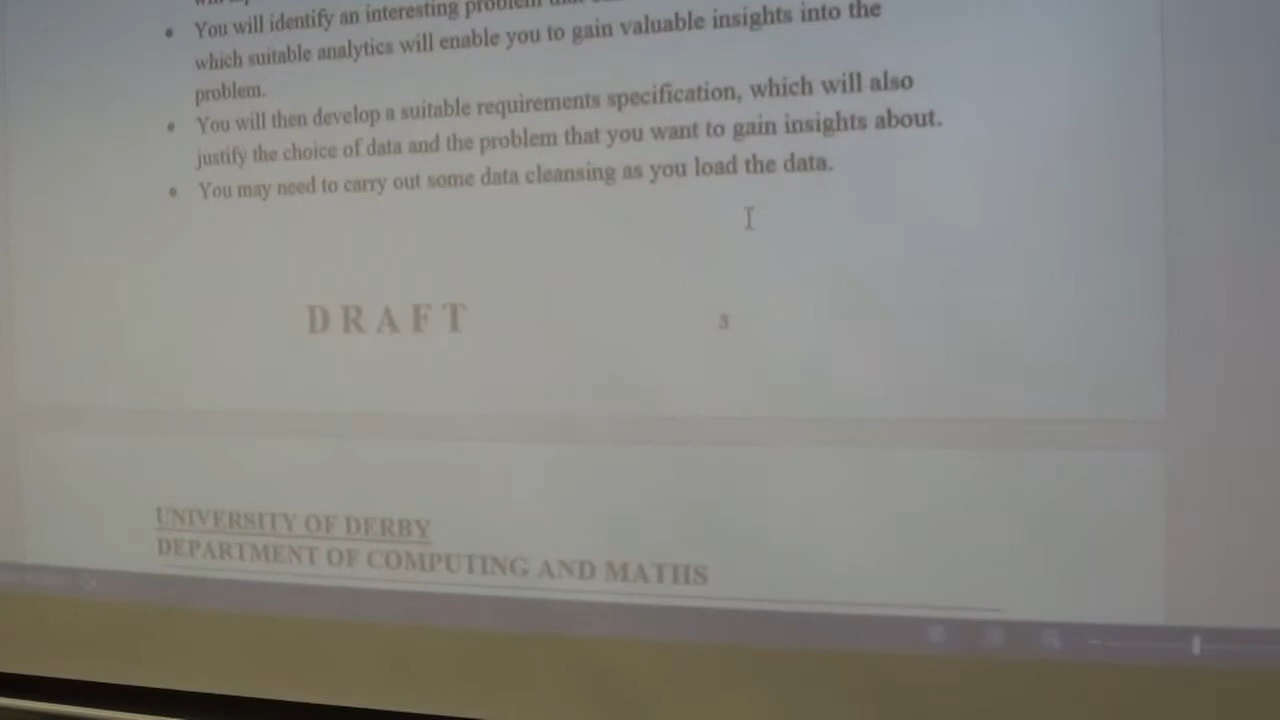 You will identify an interesting problem
which suitable analytics will enable you to gain valuable insights into the
problem.
You will then develop a suitable requirements specification, which will also
justify the choice of data and the problem that you want to gain insights about.
You may need to carry out some data cleansing as you load the data.
DRAFT
3
UNIVERSITY OF DERBY
DEPARTMENT OF COMPUTING AND MATHS